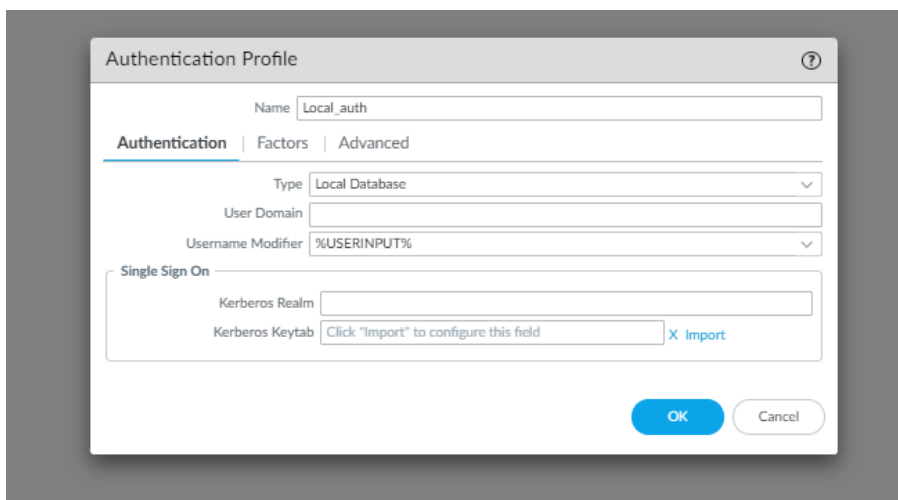 Authentication Profile
?
Name Local_auth
Authentication | Factors | Advanced
Type Local Database
User Domain
Username Modifier %USERINPUT%
Single Sign On
Kerberos Realm
Kerberos Keytab Click "Import" to configure this field X Import
OK Cancel